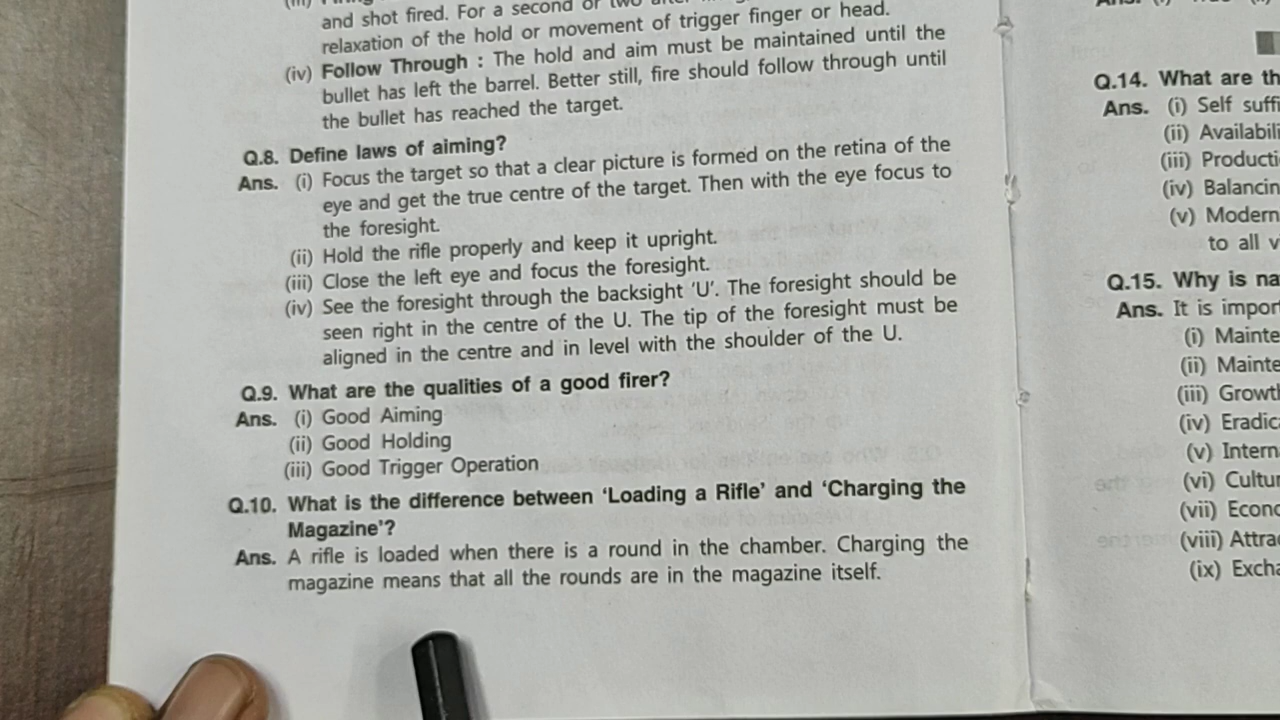 and shot fired. For a second or two
relaxation of the hold or movement of trigger finger or head.
(iv) Follow Through : The hold and aim must be maintained until the
bullet has left the barrel. Better still, fire should follow through until
the bullet has reached the target.
Q.8. Define laws of aiming?
Ans. (i) Focus the target so that a clear picture is formed on the retina of the
eye and get the true centre of the target. Then with the eye focus to
the foresight.
(ii) Hold the rifle properly and keep it upright.
(iii) Close the left eye and focus the foresight.
(iv) See the foresight through the backsight 'U'. The foresight should be
seen right in the centre of the U. The tip of the foresight must be
aligned in the centre and in level with the shoulder of the U.
Q.9. What are the qualities of a good firer?
Ans. (i) Good Aiming
(ii) Good Holding
(iii) Good Trigger Operation
Q.10. What is the difference between 'Loading a Rifle' and 'Charging the
Magazine'?
Ans. A rifle is loaded when there is a round in the chamber. Charging the
magazine means that all the rounds are in the magazine itself.
Q.14. What are th
Ans. (i) Self suffi
(ii) Availabili
(iii) Producti
(iv) Balancin
(v) Modern
to all v
Q.15. Why is na
Ans. It is impor
(i) Mainte
(ii) Mainte
(iii) Growth
(iv) Eradica
(v) Intern
(vi) Cultur
(vii) Econo
(viii) Attra
(ix) Excha